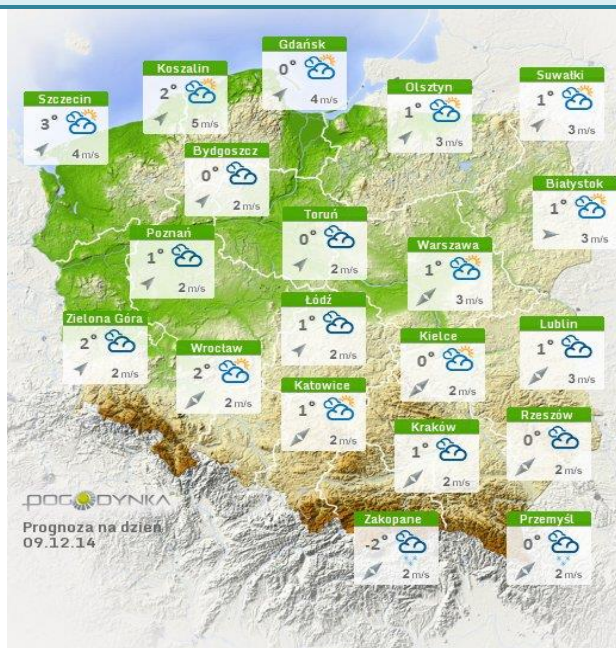 Gdańsk
0°
4 m/s
Koszalin
2°
5 m/s
Suwałki
1°
3 m/s
Olsztyn
1°
3 m/s
Szczecin
3°
4 m/s
Bydgoszcz
0°
2 m/s
Białystok
1°
3 m/s
Toruń
0°
2 m/s
Poznań
1°
2 m/s
Warszawa
1°
3 m/s
Łódź
1°
2 m/s
Zielona Góra
2°
2 m/s
Lublin
1°
3 m/s
Kielce
0°
2 m/s
Wrocław
2°
2 m/s
Katowice
1°
2 m/s
Rzeszów
0°
2 m/s
Kraków
1°
2 m/s
POGODYNKA
Prognoza na dzień
09.12.14
Zakopane
-2°
2 m/s
Przemyśl
0°
2 m/s